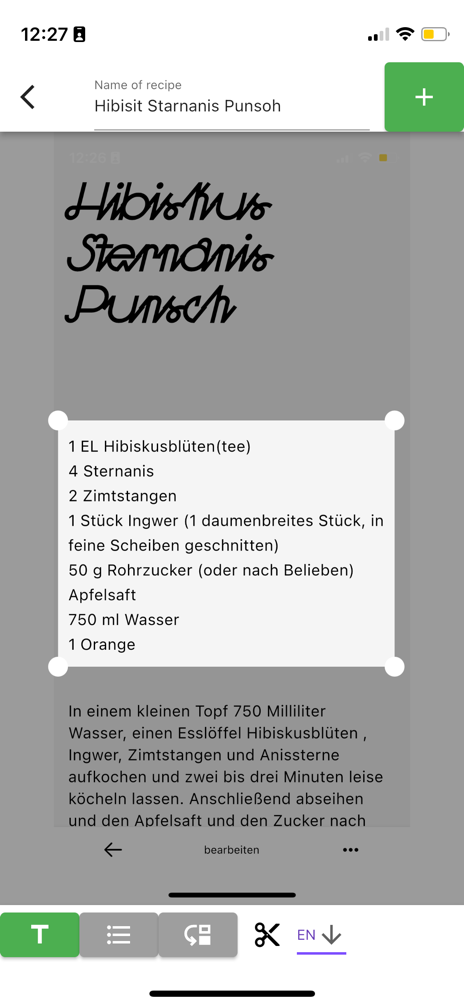 12:27
Name of recipe
Hibisit Starnanis Punsoh
12:26
Hibiskus
Sternanis
Punsch
1 EL Hibiskusblüten(tee)
4 Sternanis
2 Zimtstangen
1 Stück Ingwer (1 daumenbreites Stück, in
feine Scheiben geschnitten)
50 g Rohrzucker (oder nach Belieben)
Apfelsaft
750 ml Wasser
1 Orange
In einem kleinen Topf 750 Milliliter
Wasser, einen Esslöffel Hibiskusblüten ,
Ingwer, Zimtstangen und Anissterne
aufkochen und zwei bis drei Minuten leise
köcheln lassen. Anschließend abseihen
und den Apfelsaft und den Zucker nach
bearbeiten
T
EN